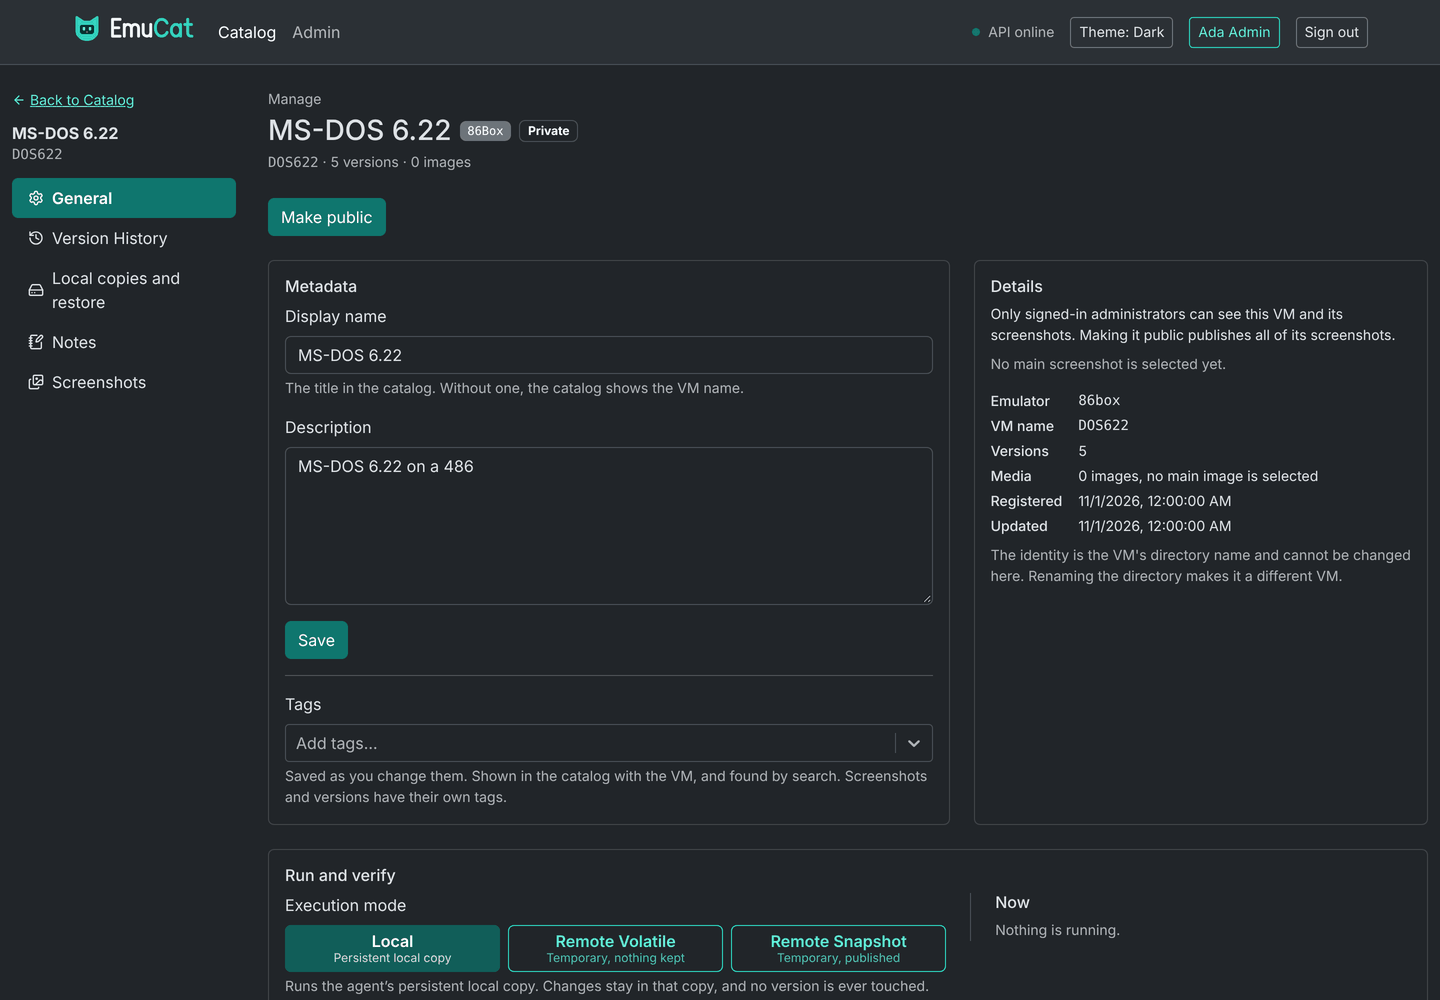 EmuCat
Catalog
Admin
API online
Theme: Dark
Ada Admin
Sign out
← Back to Catalog
MS-DOS 6.22
DOS622
General
Version History
Local copies and
restore
Notes
Screenshots
Manage
MS-DOS 6.22
86Box
Private
DOS622 · 5 versions · 0 images
Make public
Metadata
Display name
MS-DOS 6.22
The title in the catalog. Without one, the catalog shows the VM name.
Description
MS-DOS 6.22 on a 486
Save
Tags
Add tags...
Saved as you change them. Shown in the catalog with the VM, and found by search. Screenshots
and versions have their own tags.
Details
Only signed-in administrators can see this VM and its
screenshots. Making it public publishes all of its screenshots.
No main screenshot is selected yet.
Emulator 86box
VM name DOS622
Versions 5
Media 0 images, no main image is selected
Registered 11/1/2026, 12:00:00 AM
Updated 11/1/2026, 12:00:00 AM
The identity is the VM's directory name and cannot be changed
here. Renaming the directory makes it a different VM.
Run and verify
Execution mode
Local
Persistent local copy
Remote Volatile
Temporary, nothing kept
Remote Snapshot
Temporary, published
Runs the agent’s persistent local copy. Changes stay in that copy, and no version is ever touched.
Now
Nothing is running.